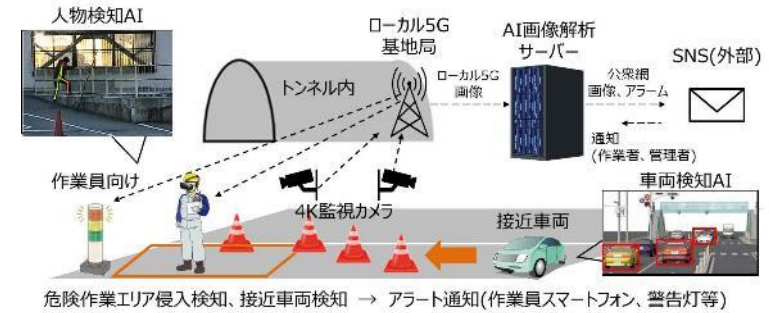 人物検知AI
ローカル5G
基地局
AI画像解析
サーバー
SNS(外部)
トンネル内
ローカル5G
画像
公衆網
画像、アラーム
通知
(作業者、管理者)
作業員向け
4K監視カメラ
接近車両
車両検知AI
危険作業エリア侵入検知、接近車両検知 → アラート通知(作業員スマートフォン、警告灯等)